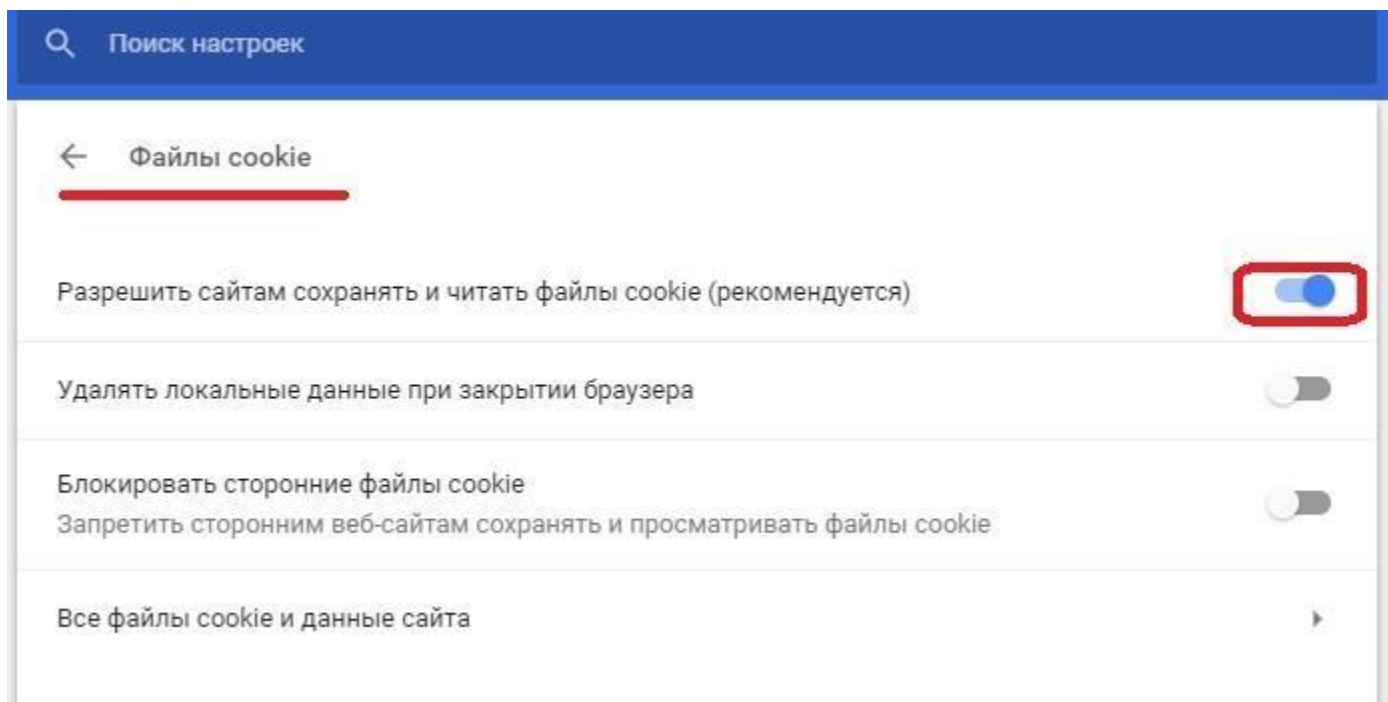 Поиск настроек
Файлы cookie
Разрешить сайтам сохранять и читать файлы cookie (рекомендуется)
Удалять локальные данные при закрытии браузера
Блокировать сторонние файлы cookie
Запретить сторонним веб-сайтам сохранять и просматривать файлы cookie
Все файлы cookie и данные сайта